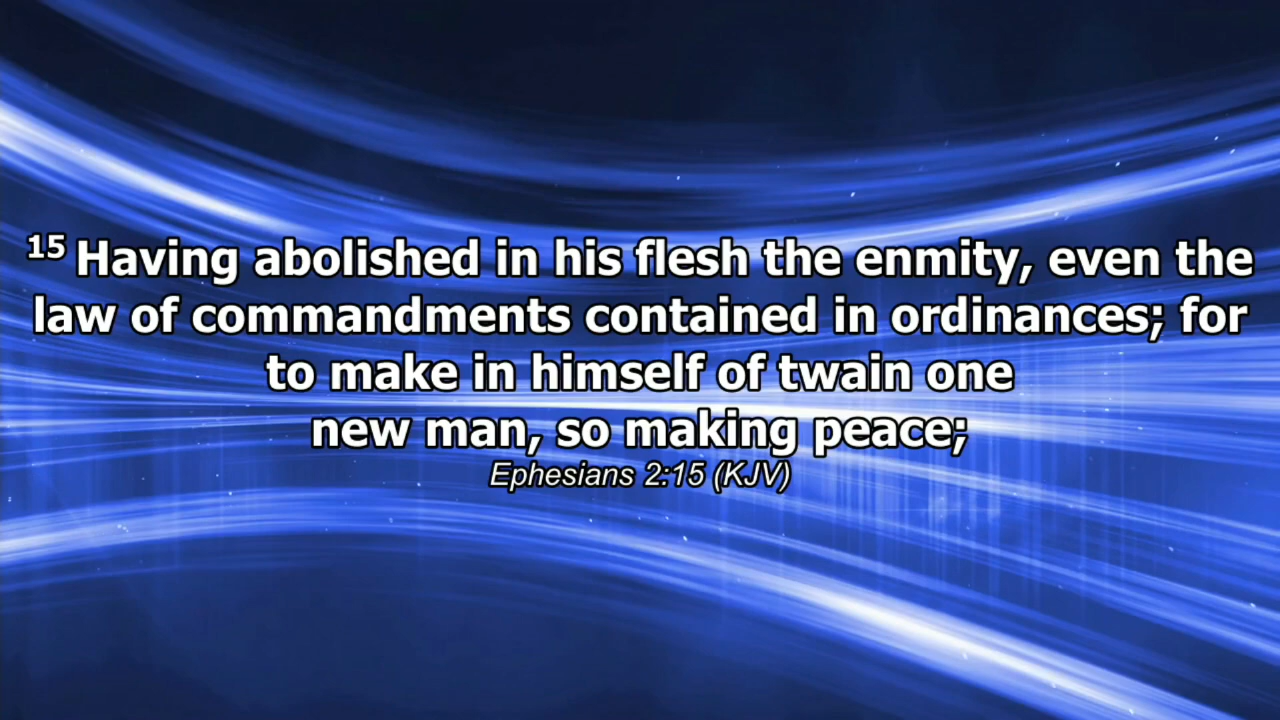 15 Having abolished in his flesh the enmity, even the
law of commandments contained in ordinances; for
to make in himself of twain one
new man, so making peace;
Ephesians 2:15 (KJV)